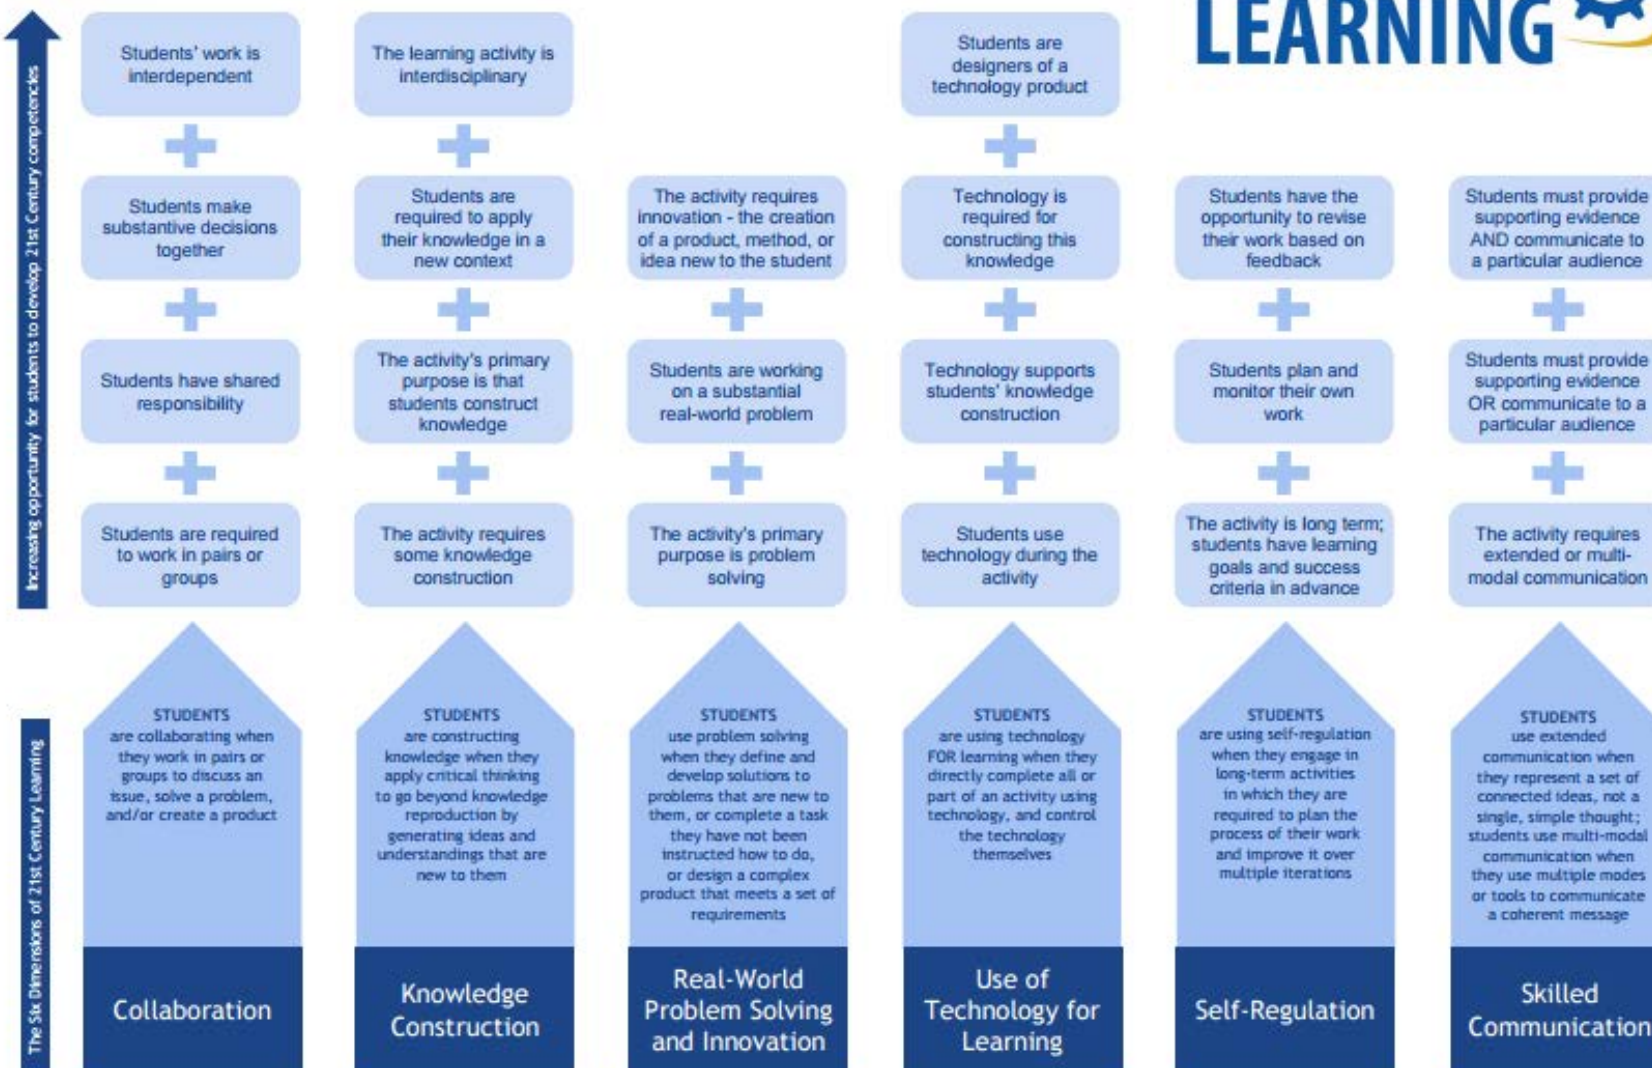 LEARNING
Increasing opportunity for students to develop 21st Century competencies
Students' work is
interdependent
The learning activity is
interdisciplinary
Students are
designers of a
technology product
Students make
substantive decisions
together
Students are
required to apply
their knowledge in a
new context
The activity requires
innovation - the creation
of a product, method, or
idea new to the student
Technology is
required for
constructing this
knowledge
Students have the
opportunity to revise
their work based on
feedback
Students must provide
supporting evidence
AND communicate to
a particular audience
Students have shared
responsibility
The activity's primary
purpose is that
students construct
knowledge
Students are working
on a substantial
real-world problem
Technology supports
students' knowledge
construction
Students plan and
monitor their own
work
Students must provide
supporting evidence
OR communicate to a
particular audience
Students are required
to work in pairs or
groups
The activity requires
some knowledge
construction
The activity's primary
purpose is problem
solving
Students use
technology during the
activity
The activity is long term;
students have learning
goals and success
criteria in advance
The activity requires
extended or multi-
modal communication
The Six Dimensions of 21st Century Learning
STUDENTS
are collaborating when
they work in pairs or
groups to discuss an
issue, solve a problem,
and/or create a product
STUDENTS
are constructing
knowledge when they
apply critical thinking
to go beyond knowledge
reproduction by
generating ideas and
understandings that are
new to them
STUDENTS
use problem solving
when they define and
develop solutions to
problems that are new to
them, or complete a task
they have not been
instructed how to do,
or design a complex
product that meets a set of
requirements
STUDENTS
are using technology
FOR learning when they
directly complete all or
part of an activity using
technology, and control
the technology
themselves
STUDENTS
are using self-regulation
when they engage in
long-term activities
in which they are
required to plan the
process of their work
and improve it over
multiple iterations
STUDENTS
use extended
communication when
they represent a set of
connected ideas, not a
single, simple thought;
students use multi-modal
communication when
they use multiple modes
or tools to communicate
a coherent message
Collaboration
Knowledge
Construction
Real-World
Problem Solving
and Innovation
Use of
Technology for
Learning
Self-Regulation
Skilled
Communication